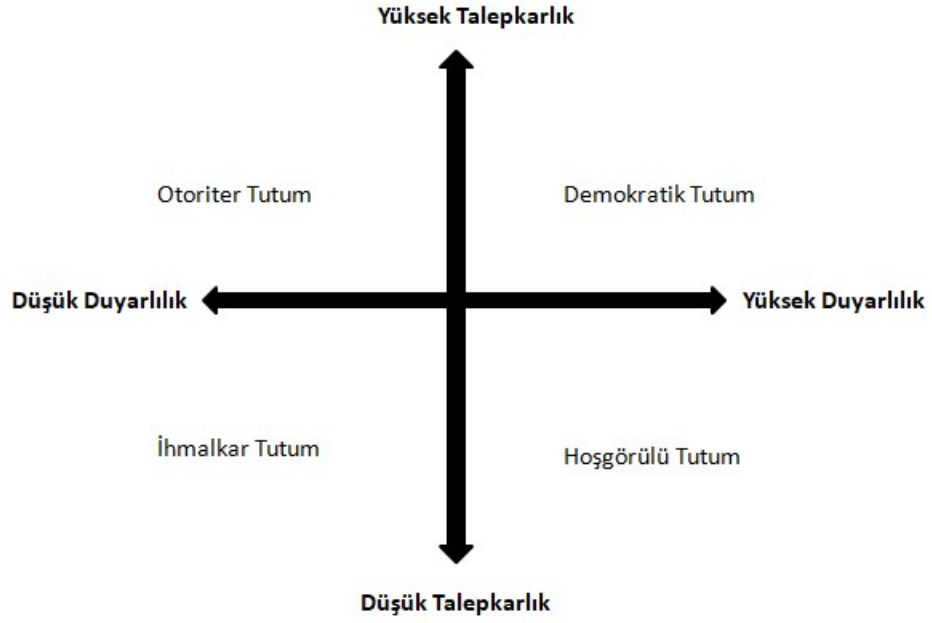 Yüksek Talepkarlık
Otoriter Tutum
Demokratik Tutum
Düşük Duyarlılık
Yüksek Duyarlılık
İhmalkar Tutum
Hoşgörülü Tutum
Düşük Talepkarlık